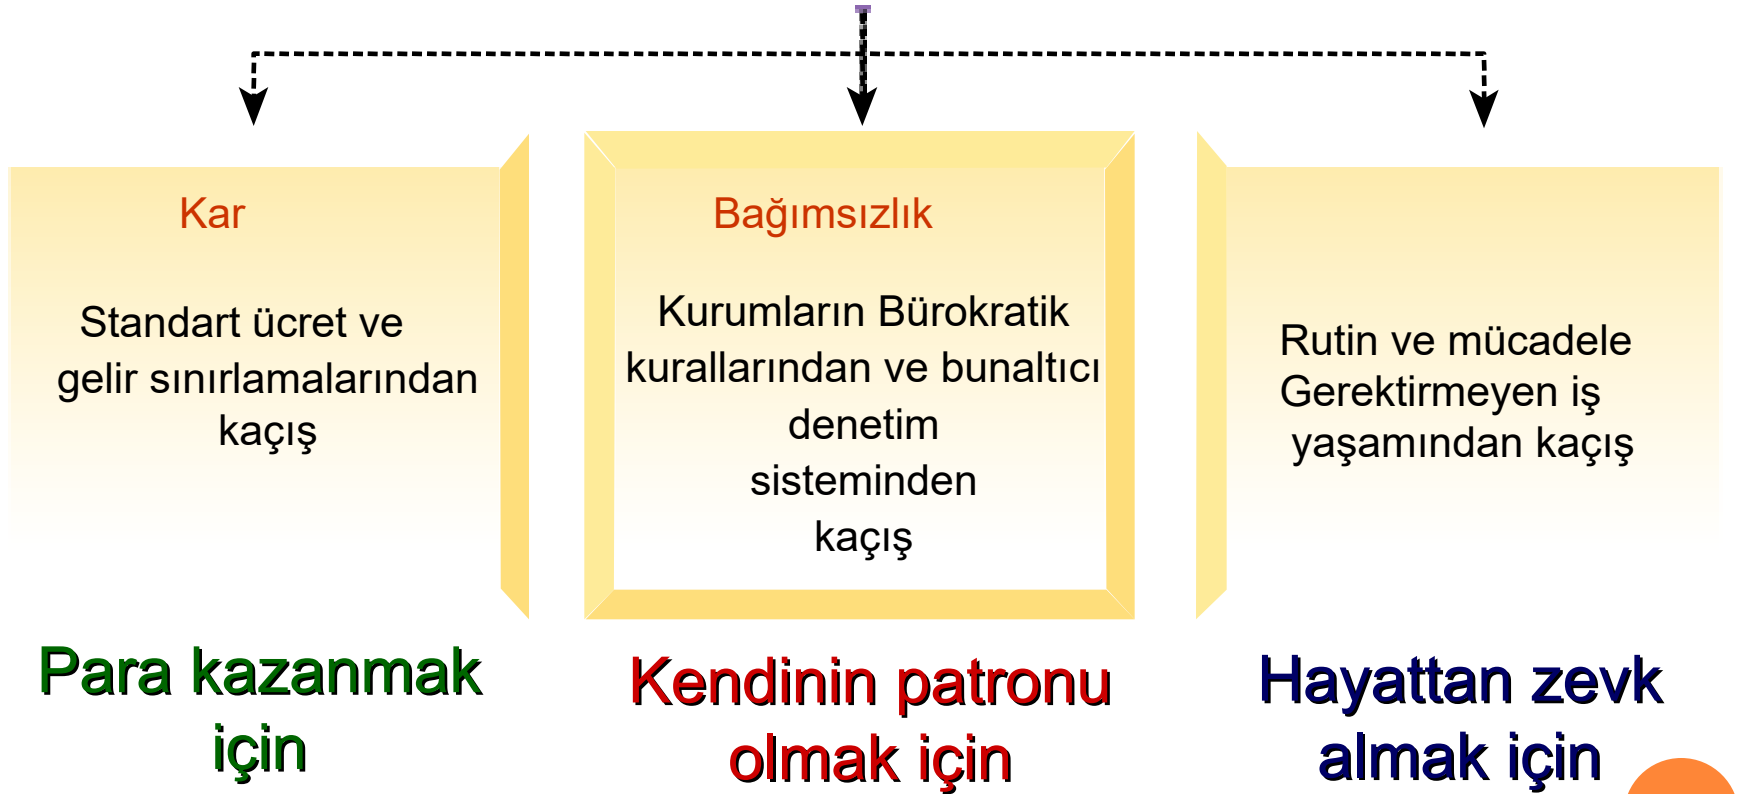 Kar
Standart ücret ve
gelir sınırlamalarından
kaçış
Para kazanmak
için
Bağımsızlık
Kurumların Bürokratik
kurallarından ve bunaltıcı
denetim
sisteminden
kaçış
Kendinin patronu
olmak için
Rutin ve mücadele
Gerektirmeyen iş
yaşamından kaçış
Hayattan zevk
almak için